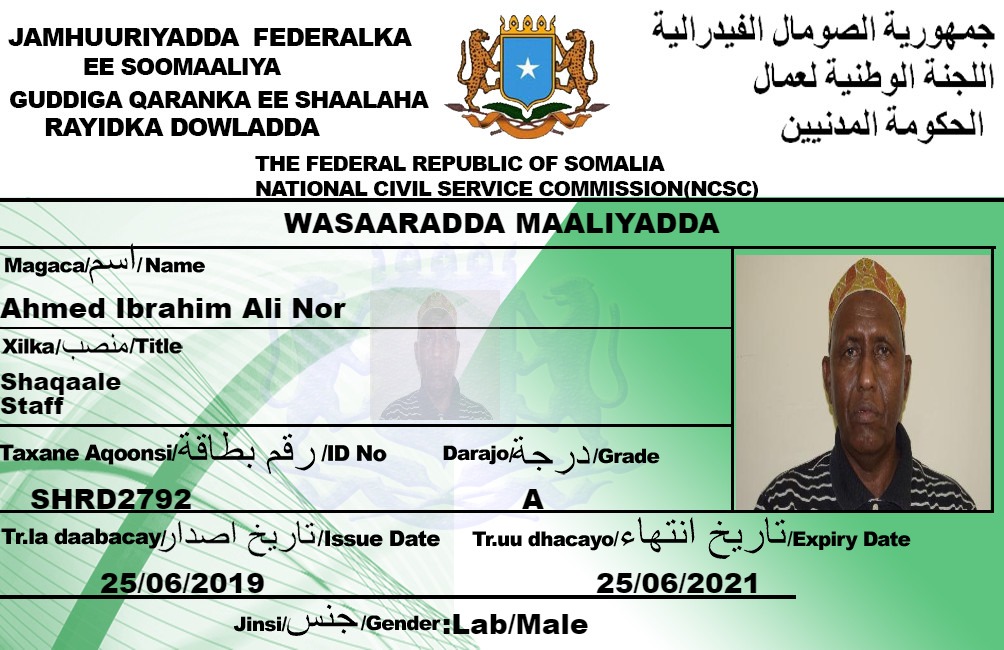 JAMHUURIYADDA FEDERALKA
EE SOOMAALIYA
GUDDIGA QARANKA EE SHAALAHA
RAYIDKA DOWLADDA
جمهورية الصومال الفيدرالية
اللجنة الوطنية لعمال
الحكومة المدنيين
THE FEDERAL REPUBLIC OF SOMALIA
NATIONAL CIVIL SERVICE COMMISSION(NCSC)
WASAARADDA MAALIYADDA
Magaca/اسم/Name
Ahmed Ibrahim Ali Nor
Xilka/منصب/Title
Shaqaale
Staff
Taxane Aqoonsi/رقم بطاقة/ID No
SHRD2792
Darajo/درجة/Grade
A
Tr.la daabacay/تاريخ اصدار/Issue Date
25/06/2019
Tr.uu dhacayo/تاريخ انتهاء/Expiry Date
25/06/2021
Jinsi/جنس/Gender:Lab/Male